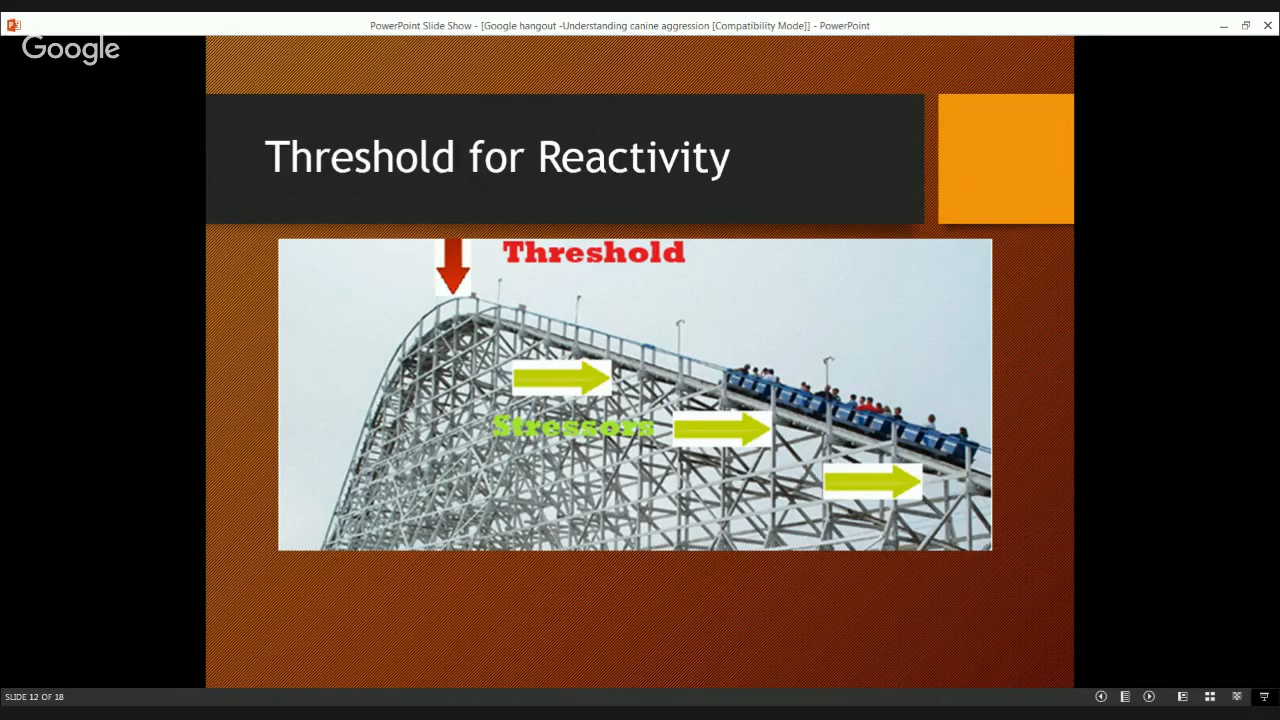 PowerPoint Slide Show - [Google hangout -Understanding canine aggression [Compatibility Mode]] - PowerPoint
Google
Threshold for Reactivity
Threshold
Stressors
SLIDE 12 OF 18